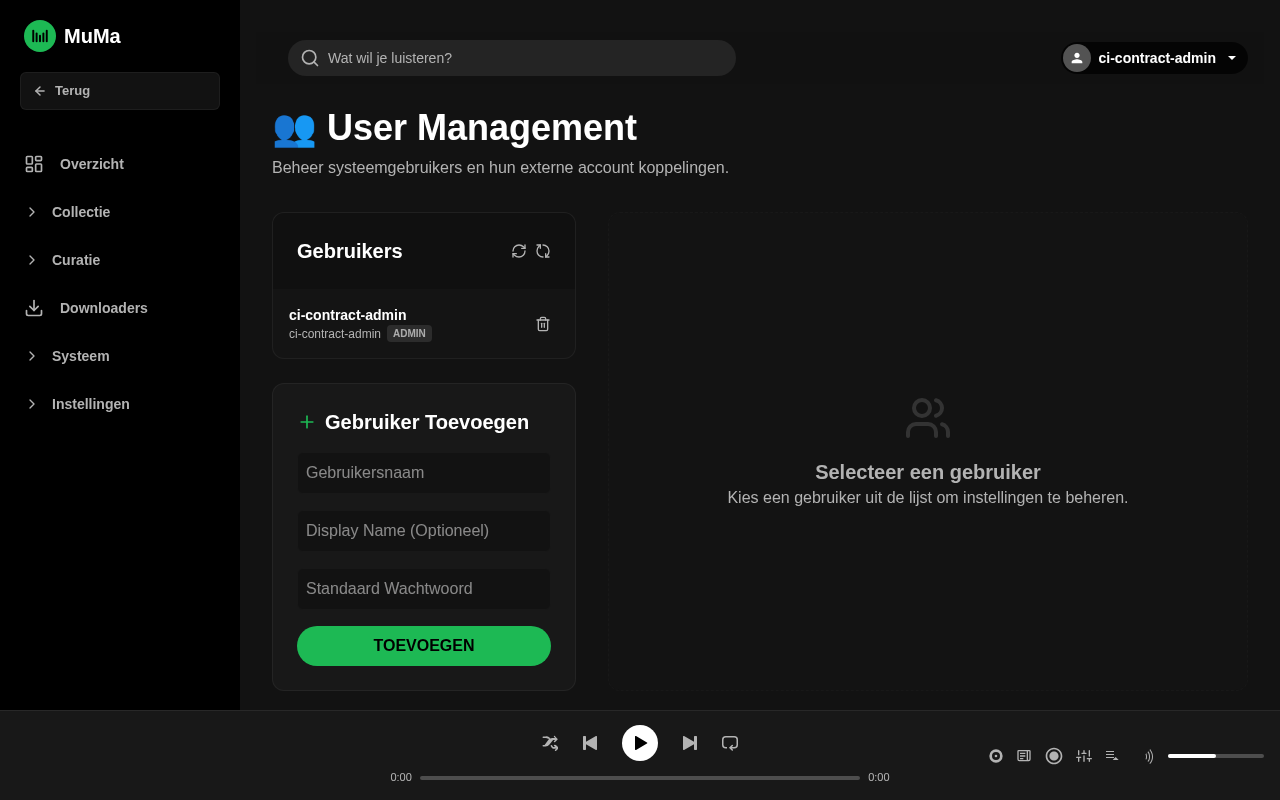 MuMa
Terug
Overzicht
Collectie
Curatie
Downloaders
Systeem
Instellingen
Wat wil je luisteren?
ci-contract-admin
👥 User Management
Beheer systeemgebruikers en hun externe account koppelingen.
Gebruikers
ci-contract-admin
ci-contract-admin ADMIN
Gebruiker Toevoegen
Gebruikersnaam
Display Name (Optioneel)
Standaard Wachtwoord
TOEVOEGEN
Selecteer een gebruiker
Kies een gebruiker uit de lijst om instellingen te beheren.
0:00
0:00